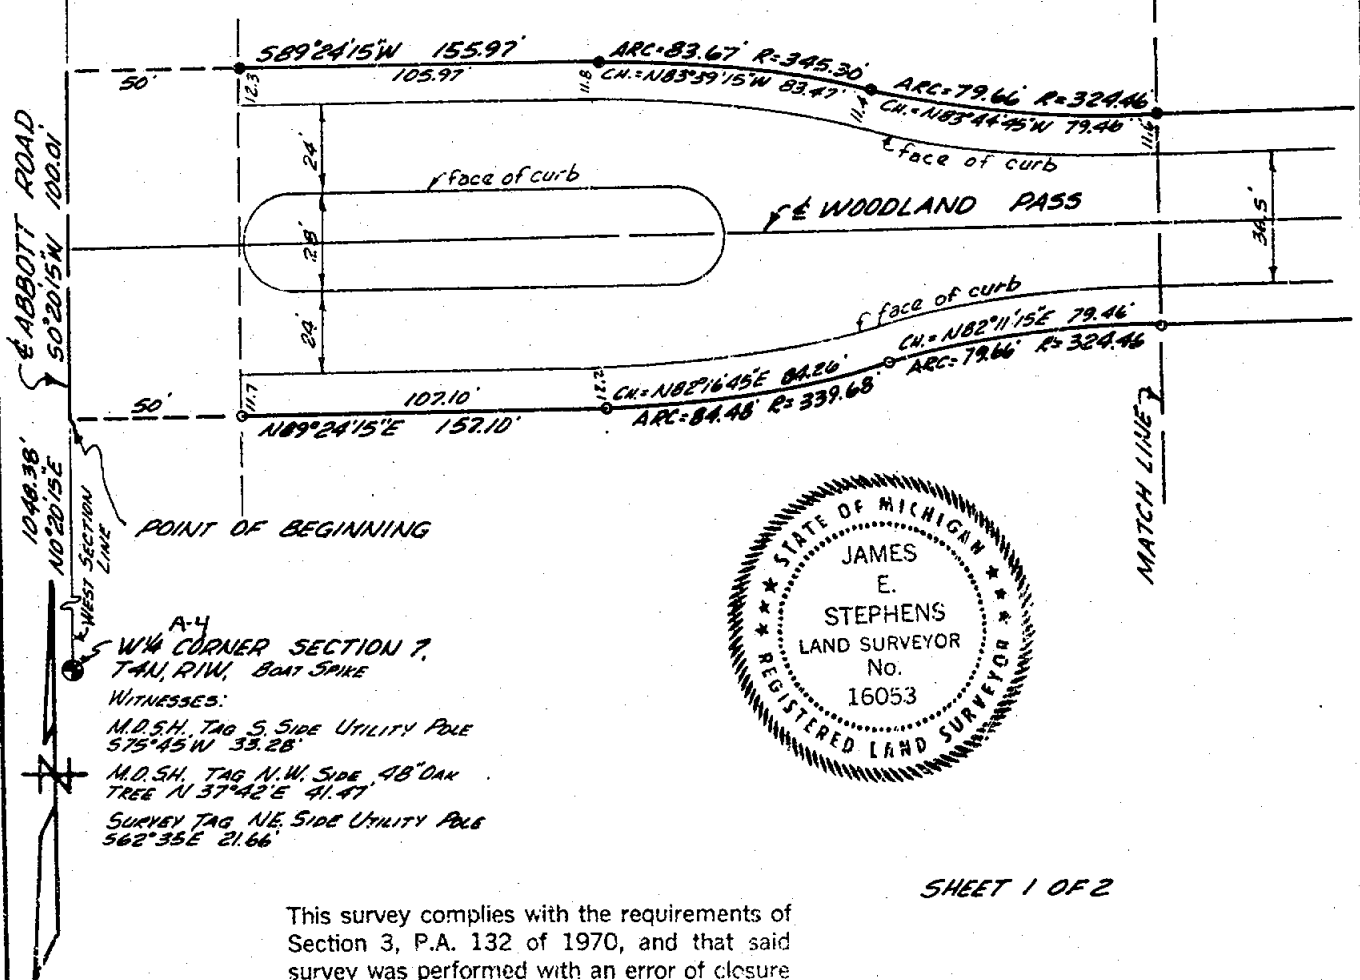 S89°24'15"W 155.97'
105.97'
50'
12.3
11.8
ARC=83.67' R=345.30'
CH.=N83°39'15"W 83.47'
11.4
ARC=79.66' R=324.46'
CH.=N83°44'45"W 79.46'
11.6
face of curb
24'
face of curb
28'
24'
℄ WOODLAND PASS
36.5'
℄ ABBOTT ROAD
S0°20'15"W 100.01'
face of curb
CH.=N82°11'15"E 79.46'
ARC=79.66' R=324.46'
CH.=N82°16'45"E 84.26'
ARC=84.48' R=339.68'
50'
11.7
107.10'
N89°24'15"E 157.10'
MATCH LINE
1048.38'
N0°20'15"E
WEST SECTION
LINE
POINT OF BEGINNING
A-4
W¼ CORNER SECTION 7,
T4N, R1W, BOAT SPIKE
WITNESSES:
M.D.S.H. TAG S. SIDE UTILITY POLE
S75°45'W 33.28'
M.D.S.H. TAG N.W. SIDE 48" OAK
TREE N 37°42'E 41.47'
SURVEY TAG NE. SIDE UTILITY POLE
S62°35'E 21.66'
N
STATE OF MICHIGAN
JAMES
E.
STEPHENS
LAND SURVEYOR
No.
16053
REGISTERED LAND SURVEYOR
SHEET 1 OF 2
This survey complies with the requirements of
Section 3, P.A. 132 of 1970, and that said
survey was performed with an error of closure